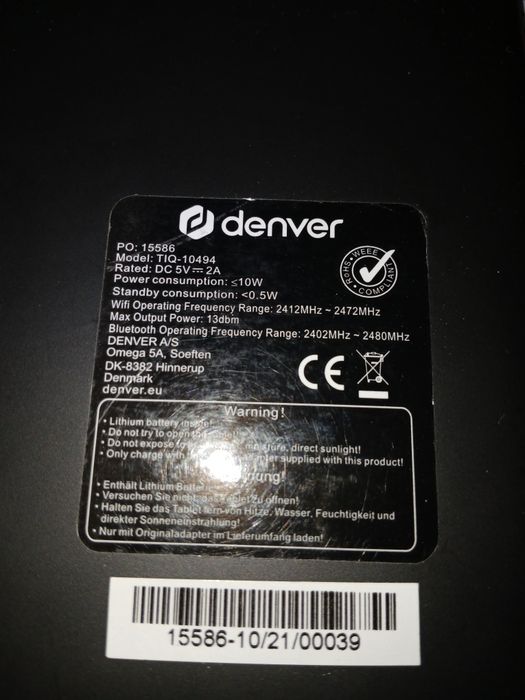 denver
PO: 15586
Model: TIQ-10494
Rated: DC 5V⎓2A
Power consumption: ≤10W
Standby consumption: <0.5W
Wifi Operating Frequency Range: 2412MHz ~ 2472MHz
Max Output Power: 13dbm
Bluetooth Operating Frequency Range: 2402MHz ~ 2480MHz
DENVER A/S
Omega 5A, Soeften
DK-8382 Hinnerup
Denmark
denver.eu
RoHS WEEE COMPLIANT
CE
Warning!
• Lithium battery inside!
• Do not try to open the
• Do not expose to direct sunlight!
• Only charge with supplied with this product!
• Enthält Lithium
• Versuchen Sie nicht, das Tablet zu öffnen!
• Halten Sie das Tablet fern von Hitze, Wasser, Feuchtigkeit und
direkter Sonneneinstrahlung!
• Nur mit Originaladapter im Lieferumfang laden!
15586-10/21/00039